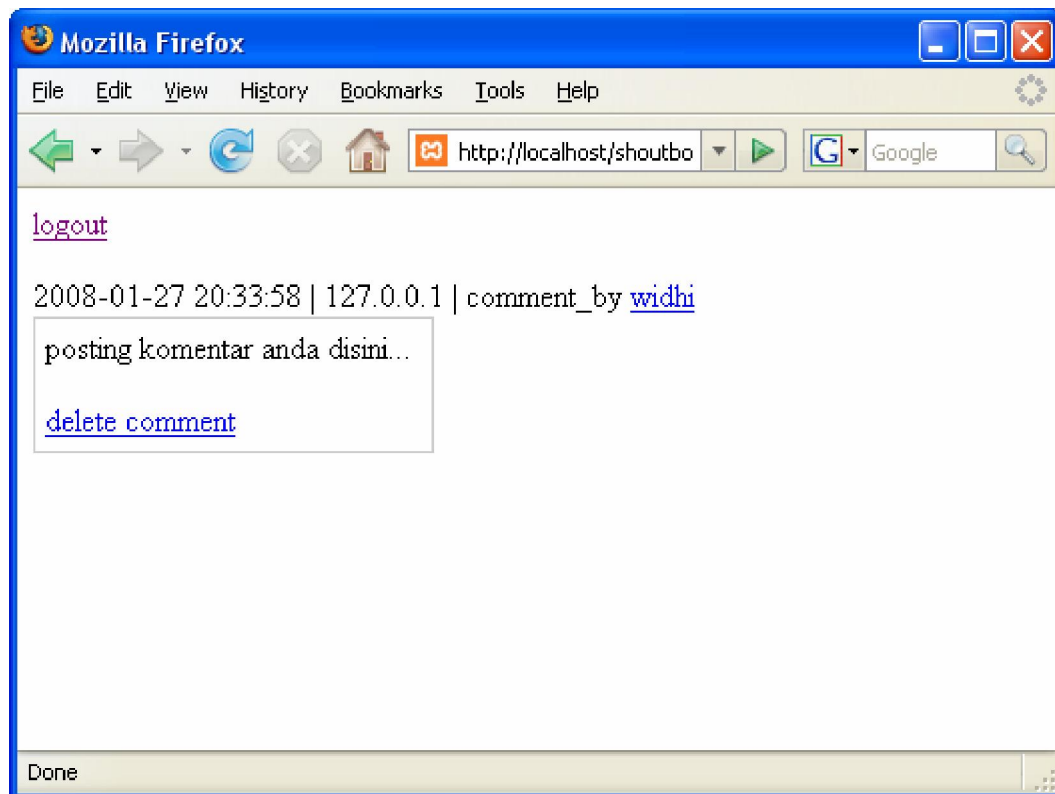 Mozilla Firefox
File Edit View History Bookmarks Tools Help
http://localhost/shoutbo G Google
logout
2008-01-27 20:33:58 | 127.0.0.1 | comment_by widhi
posting komentar anda disini...
delete comment
Done